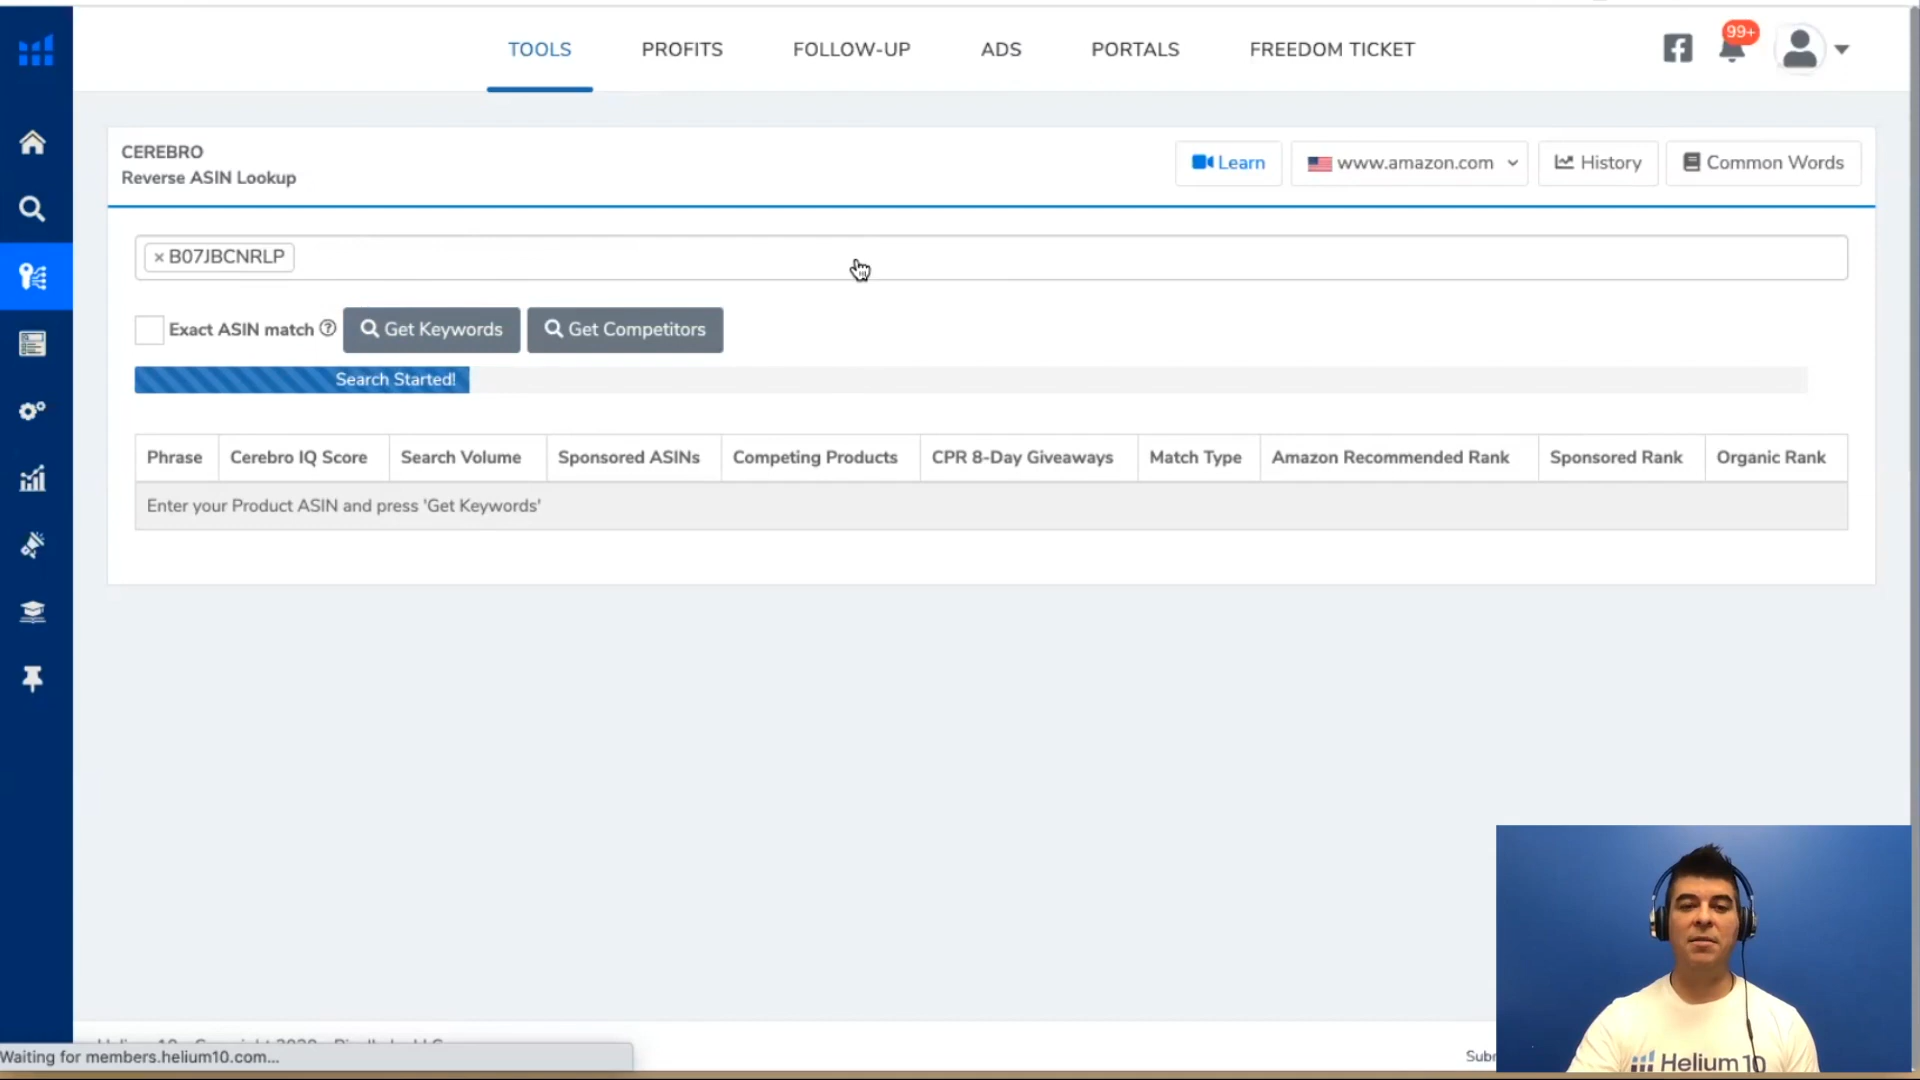 TOOLS PROFITS FOLLOW-UP ADS PORTALS FREEDOM TICKET 99+
CEREBRO
Reverse ASIN Lookup
Learn www.amazon.com History Common Words
× B07JBCNRLP
Exact ASIN match Get Keywords Get Competitors
Search Started!
Phrase Cerebro IQ Score Search Volume Sponsored ASINs Competing Products CPR 8-Day Giveaways Match Type Amazon Recommended Rank Sponsored Rank Organic Rank
Enter your Product ASIN and press 'Get Keywords'
Waiting for members.helium10.com...
Helium 10